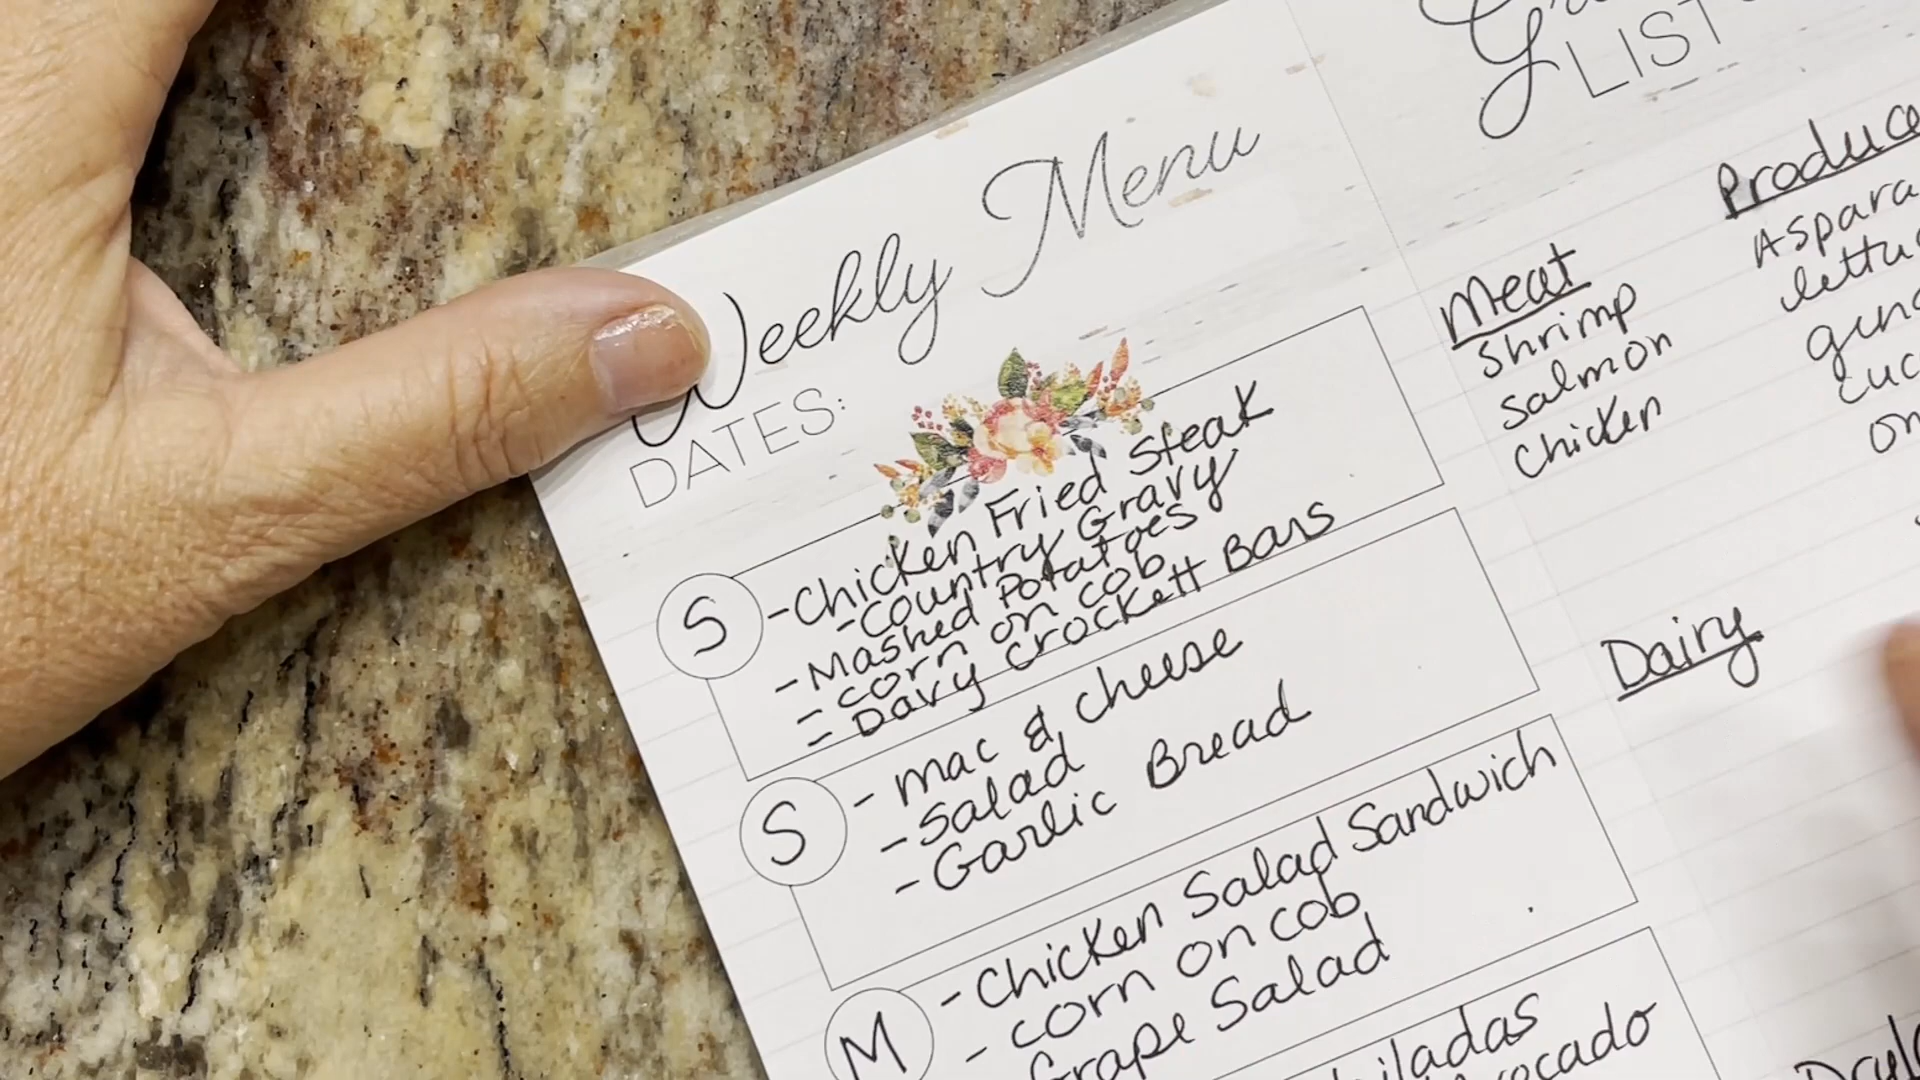 Weekly Menu
DATES:
S
-Chicken Fried Steak
-Country Gravy
-Mashed Potatoes
-corn on cob
-Davy Crockett Bars
S
- mac & cheese
-Salad
-Garlic Bread
M
-Chicken Salad Sandwich
-corn on cob
Grape Salad
LIST
Meat
Shrimp
Salmon
Chicken
Produce
Dairy